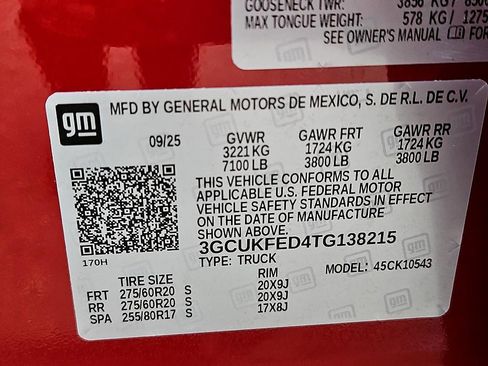 GOOSENECK TWR: 3856 KG / 8500
MAX TONGUE WEIGHT: 578 KG / 1275
SEE OWNER'S MANUAL FOR
gm
MFD BY GENERAL MOTORS DE MEXICO, S. DE R.L. DE C.V.
09/25 GVWR GAWR FRT GAWR RR
3221 KG 1724 KG 1724 KG
7100 LB 3800 LB 3800 LB
THIS VEHICLE CONFORMS TO ALL
APPLICABLE U.S. FEDERAL MOTOR
VEHICLE SAFETY STANDARDS IN EFFECT
ON THE DATE OF MANUFACTURE
SHOWN ABOVE.
170H
3GCUKFED4TG138215
TYPE: TRUCK MODEL: 45CK10543
TIRE SIZE RIM
FRT 275/60R20 S 20X9J
RR 275/60R20 S 20X9J
SPA 255/80R17 S 17X8J